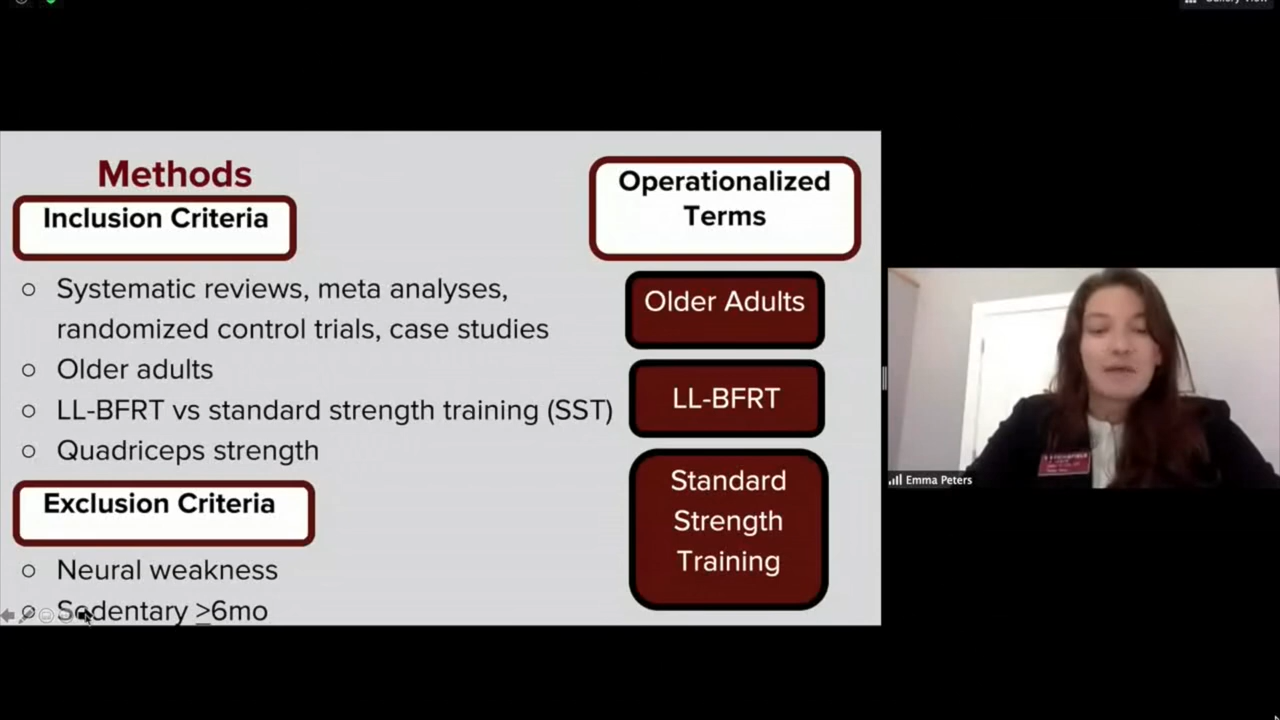 Methods
Inclusion Criteria
Systematic reviews, meta analyses,
randomized control trials, case studies
Older adults
LL-BFRT vs standard strength training (SST)
Quadriceps strength
Exclusion Criteria
Neural weakness
Sedentary ≥6mo
Operationalized
Terms
Older Adults
LL-BFRT
Standard
Strength
Training
Emma Peters